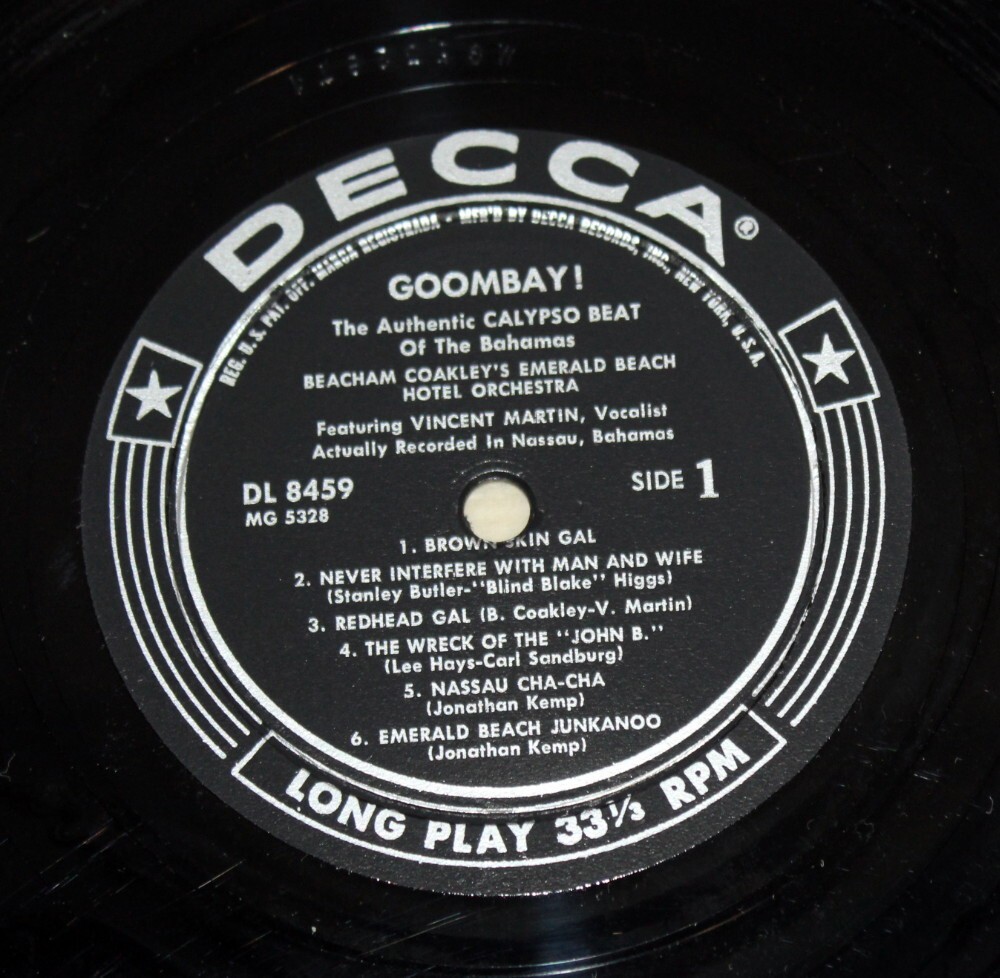 DECCA®
REG. U.S. PAT. OFF. MARCA REGISTRADA • MFR'D BY DECCA RECORDS, INC., NEW YORK, U.S.A.
GOOMBAY!
The Authentic CALYPSO BEAT
Of The Bahamas
BEACHAM COAKLEY'S EMERALD BEACH
HOTEL ORCHESTRA
Featuring VINCENT MARTIN, Vocalist
Actually Recorded In Nassau, Bahamas
DL 8459
MG 5328
SIDE 1
1. BROWN SKIN GAL
2. NEVER INTERFERE WITH MAN AND WIFE
(Stanley Butler-"Blind Blake" Higgs)
3. REDHEAD GAL (B. Coakley-V. Martin)
4. THE WRECK OF THE "JOHN B."
(Lee Hays-Carl Sandburg)
5. NASSAU CHA-CHA
(Jonathan Kemp)
6. EMERALD BEACH JUNKANOO
(Jonathan Kemp)
LONG PLAY 33⅓ RPM